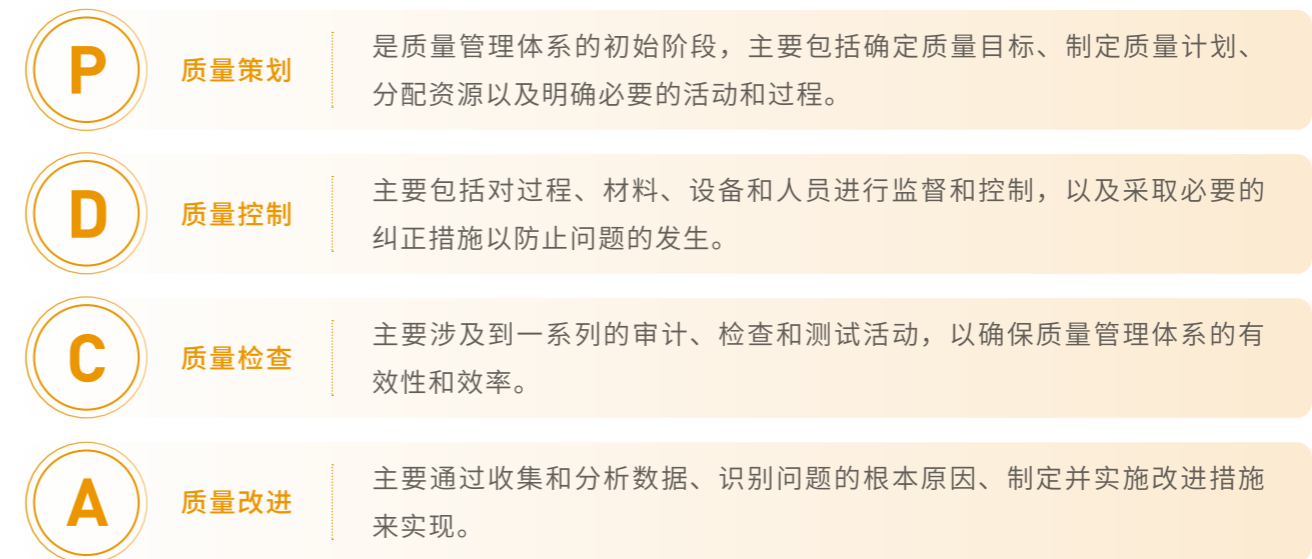 P
质量策划
是质量管理体系的初始阶段，主要包括确定质量目标、制定质量计划、
分配资源以及明确必要的活动和过程。
D
质量控制
主要包括对过程、材料、设备和人员进行监督和控制，以及采取必要的
纠正措施以防止问题的发生。
C
质量检查
主要涉及到一系列的审计、检查和测试活动，以确保质量管理体系的有
效性和效率。
A
质量改进
主要通过收集和分析数据、识别问题的根本原因、制定并实施改进措施
来实现。